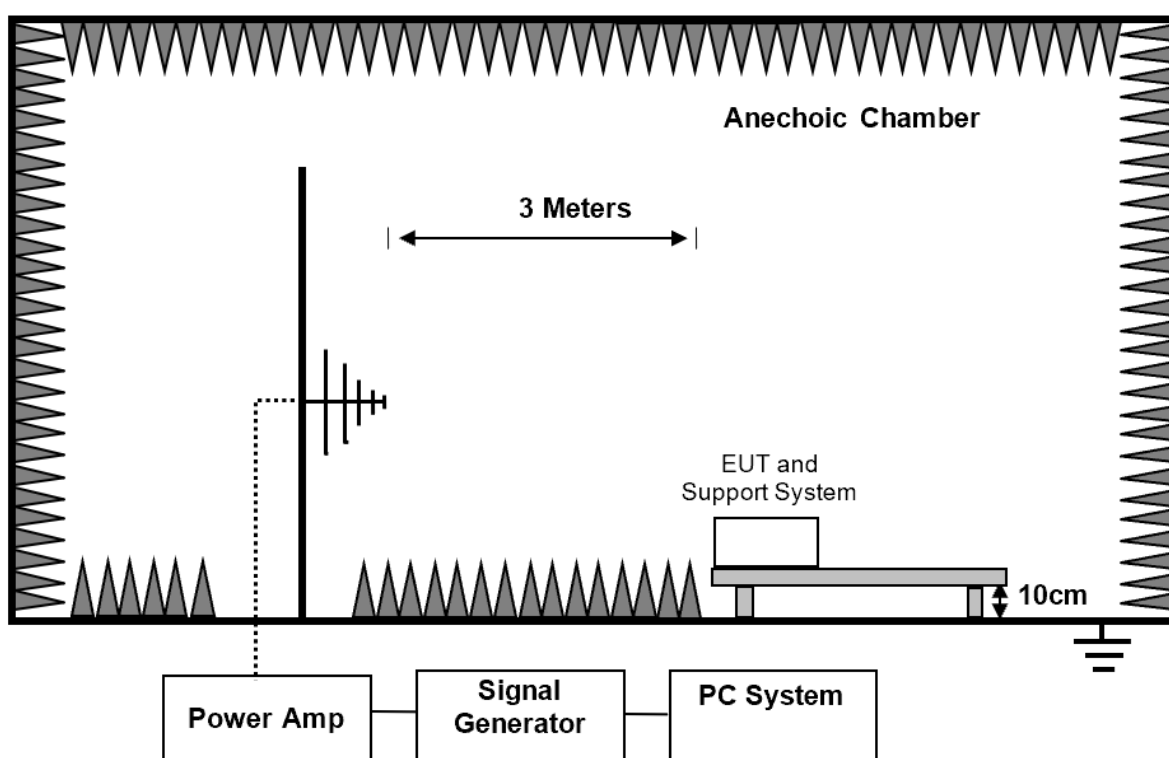 Anechoic Chamber
3 Meters
EUT and
Support System
10cm
Power Amp
Signal
Generator
PC System